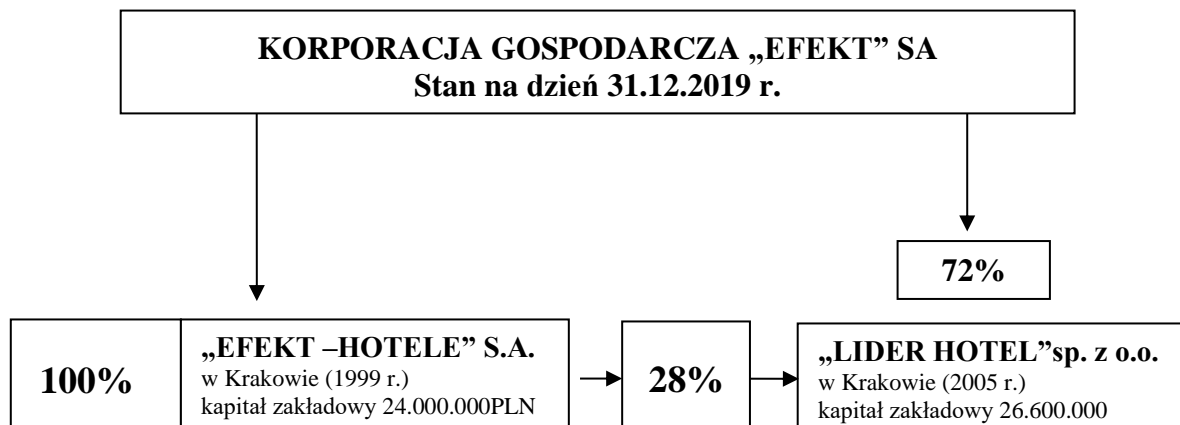 KORPORACJA GOSPODARCZA „EFEKT” SA
Stan na dzień 31.12.2019 r.
72%
100%
„EFEKT –HOTELE” S.A.
w Krakowie (1999 r.)
kapitał zakładowy 24.000.000PLN
28%
„LIDER HOTEL”sp. z o.o.
w Krakowie (2005 r.)
kapitał zakładowy 26.600.000